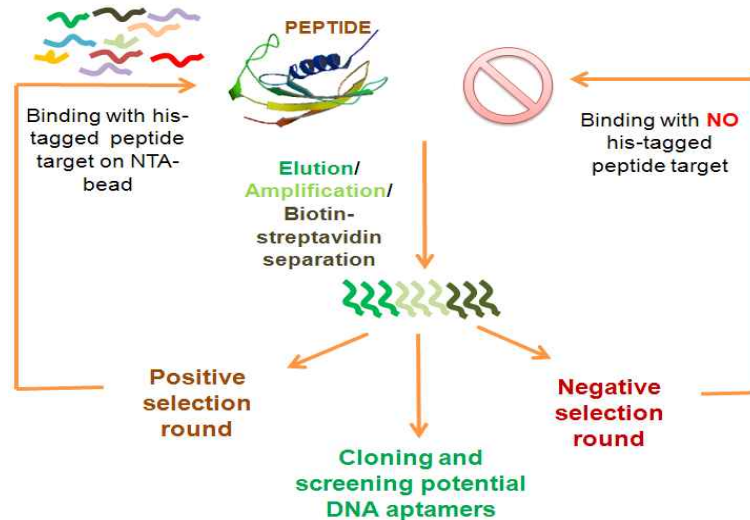 PEPTIDE
Binding with his-
tagged peptide
target on NTA-
bead
Binding with NO
his-tagged
peptide target
Elution/
Amplification/
Biotin-
streptavidin
separation
Positive
selection
round
Negative
selection
round
Cloning and
screening potential
DNA aptamers